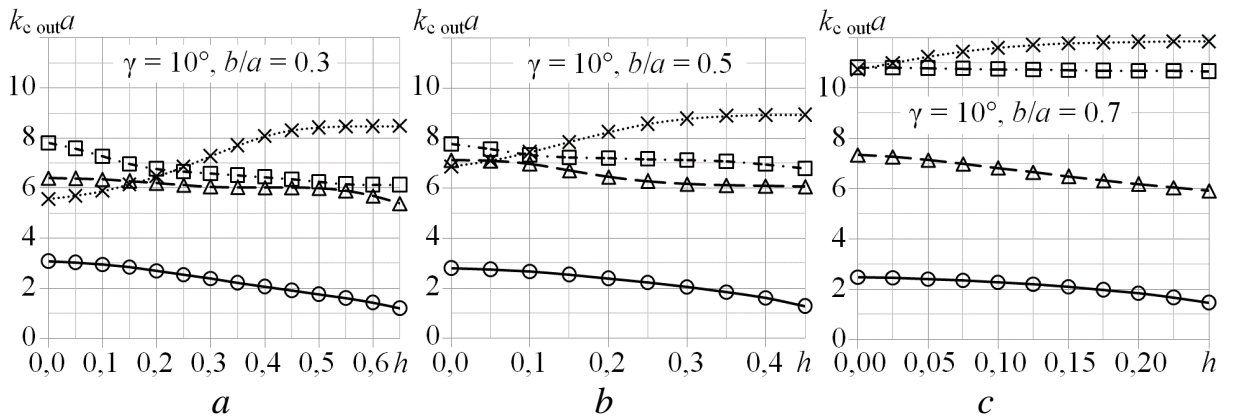 k_c out a
γ = 10°, b/a = 0.3
10
8
6
4
2
0
0,0 0,1 0,2 0,3 0,4 0,5 0,6 h
a
k_c out a
γ = 10°, b/a = 0.5
10
8
6
4
2
0
0,0 0,1 0,2 0,3 0,4 h
b
k_c out a
10
γ = 10°, b/a = 0.7
8
6
4
2
0
0,00 0,05 0,10 0,15 0,20 h
c